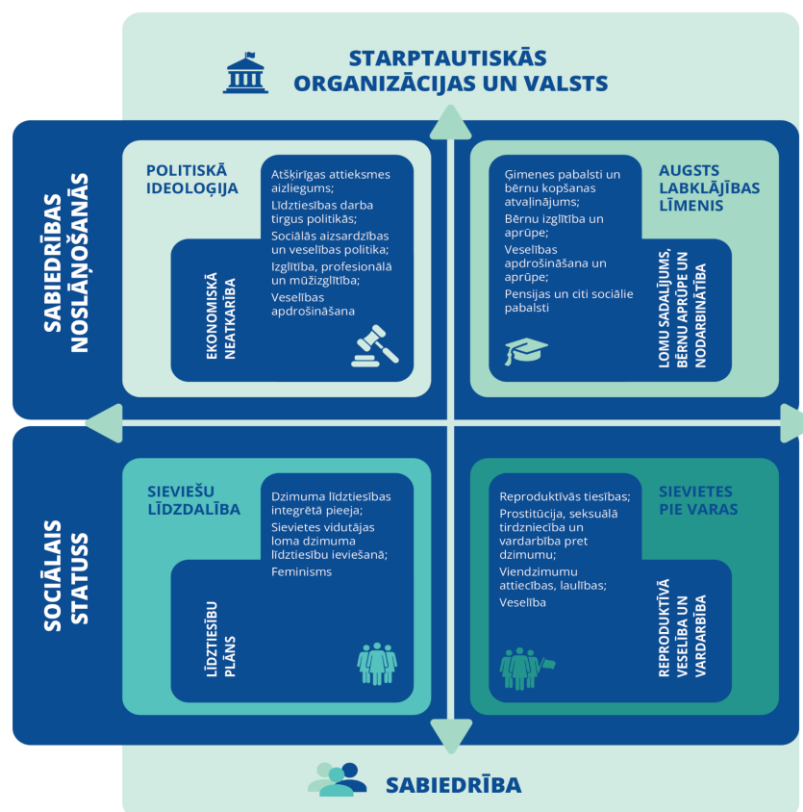 STARPTAUTISKĀS
ORGANIZĀCIJAS UN VALSTS
SABIEDRĪBAS
NOSLĀŅOŠANĀS
POLITISKĀ
IDEOLOĢIJA
EKONOMISKĀ
NEATKARĪBA
Atšķirīgas attieksmes
aizliegums;
Līdztiesības darba
tirgus politikās;
Sociālās aizsardzības
un veselības politika;
Izglītība, profesionālā
un mūžizglītība;
Veselības
apdrošināšana
Ģimenes pabalsti un
bērnu kopšanas
atvaļinājums;
Bērnu izglītība un
aprūpe;
Veselības
apdrošināšana un
aprūpe;
Pensijas un citi sociālie
pabalsti
AUGSTS
LABKLĀJĪBAS
LĪMENIS
LOMU SADALĪJUMS,
BĒRNU APRŪPE UN
NODARBINĀTĪBA
SOCIĀLAIS
STATUSS
SIEVIEŠU
LĪDZDALĪBA
LĪDZTIESĪBU
PLĀNS
Dzimuma līdztiesības
integrētā pieeja;
Sievietes vidutājas
loma dzimuma
līdztiesību ieviešanā;
Feminisms
Reproduktīvās tiesības;
Prostitūcija, seksuālā
tirdzniecība un
vardarbība pret
dzimumu;
Viendzimumu
attiecības, laulības;
Veselība
SIEVIETES
PIE VARAS
REPRODUKTĪVĀ
VESELĪBA UN
VARDARBĪBA
SABIEDRĪBA